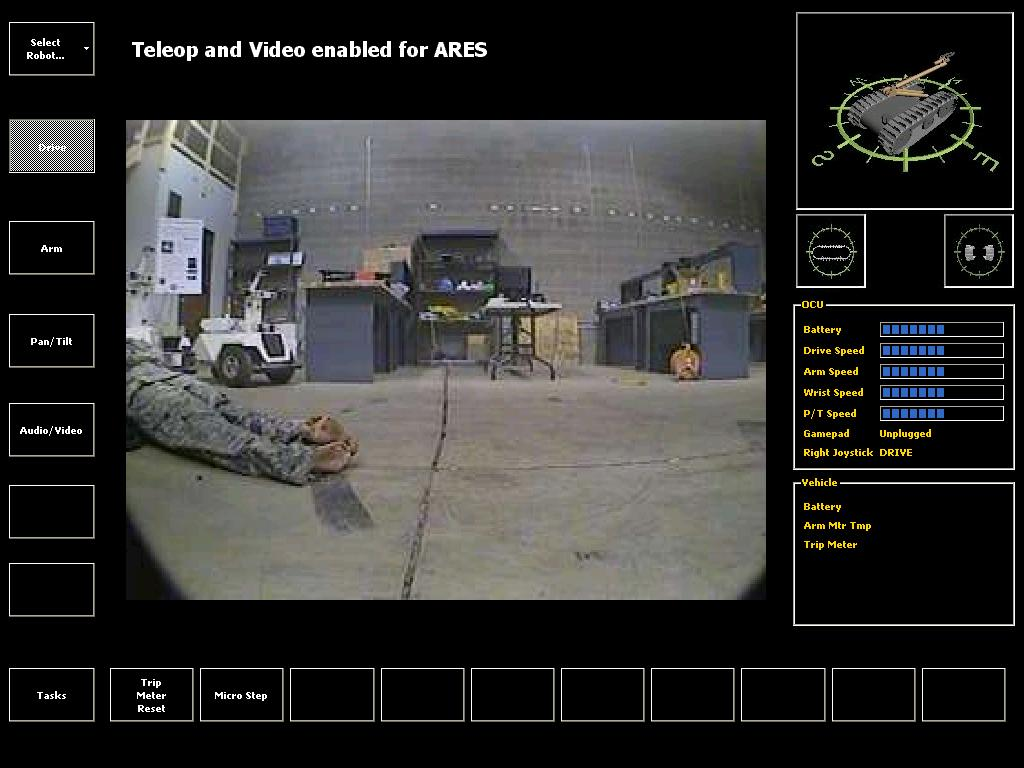 Select
Robot...
Teleop and Video enabled for ARES
Drive
Arm
Pan/Tilt
Audio/Video
S
E
OCU
Battery
Drive Speed
Arm Speed
Wrist Speed
P/T Speed
Gamepad Unplugged
Right Joystick DRIVE
Vehicle
Battery
Arm Mtr Tmp
Trip Meter
Tasks
Trip
Meter
Reset
Micro Step